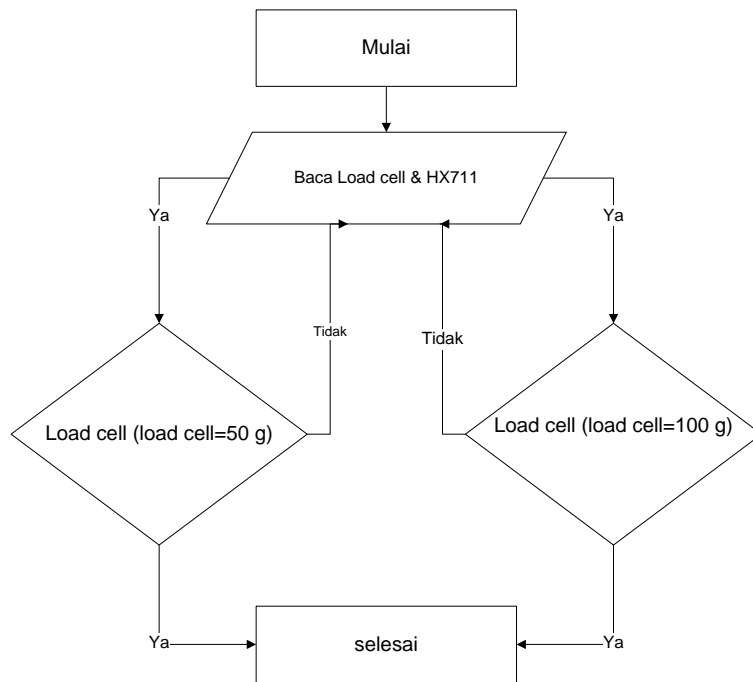 Mulai
Baca Load cell & HX711
Ya
Ya
Tidak
Tidak
Load cell (load cell=50 g)
Load cell (load cell=100 g)
Ya
selesai
Ya